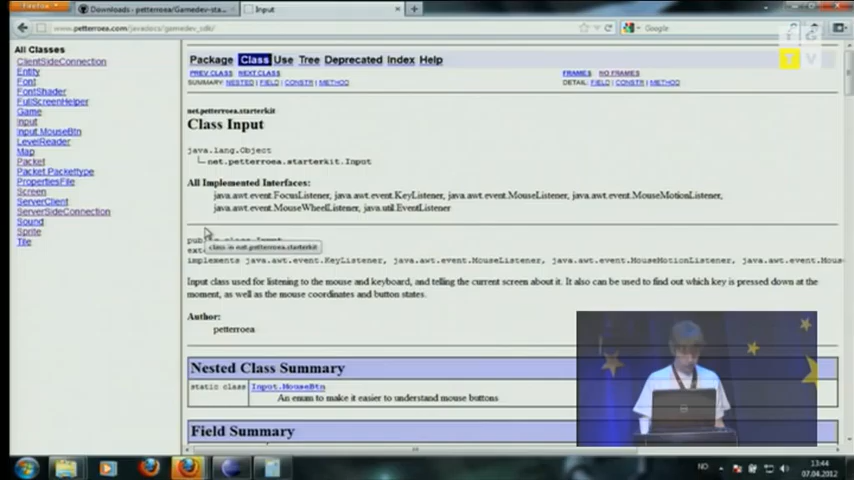 Firefox
Downloads - petterroea/Gamedev-sta...
Input
www.petterroea.com/javadocs/gamedev_sdk/
Google
All Classes
ClientSideConnection
Entity
Font
FontShader
FullScreenHelper
Game
Input
Input.MouseBtn
LevelReader
Map
Packet
Packet.Packettype
PropertiesFile
Screen
ServerClient
ServerSideConnection
Sound
Sprite
Tile
Package Class Use Tree Deprecated Index Help
PREV CLASS NEXT CLASS
FRAMES NO FRAMES
SUMMARY: NESTED | FIELD | CONSTR | METHOD
DETAIL: FIELD | CONSTR | METHOD
net.petterroea.starterkit
Class Input
java.lang.Object
net.petterroea.starterkit.Input
All Implemented Interfaces:
java.awt.event.FocusListener, java.awt.event.KeyListener, java.awt.event.MouseListener, java.awt.event.MouseMotionListener,
java.awt.event.MouseWheelListener, java.util.EventListener
class in net.petterroea.starterkit
implements java.awt.event.KeyListener, java.awt.event.MouseListener, java.awt.event.MouseMotionListener, java.awt.event.Mous
Input class used for listening to the mouse and keyboard, and telling the current screen about it. It also can be used to find out which key is pressed down at the
moment, as well as the mouse coordinates and button states.
Author:
petterroea
Nested Class Summary
static class Input.MouseBtn
An enum to make it easier to understand mouse buttons
Field Summary
TG
TV
NO
13:44
07.04.2012